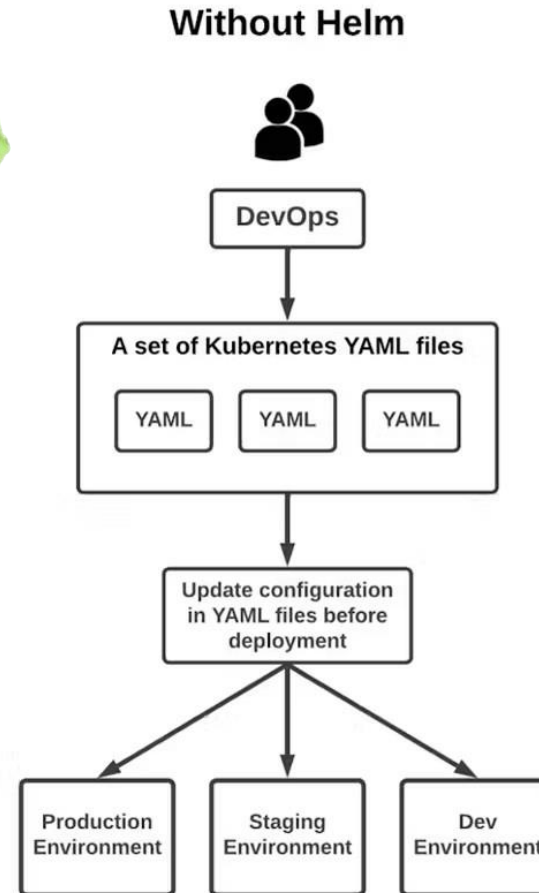 Without Helm
DevOps
A set of Kubernetes YAML files
YAML YAML YAML
Update configuration
in YAML files before
deployment
Production
Environment
Staging
Environment
Dev
Environment